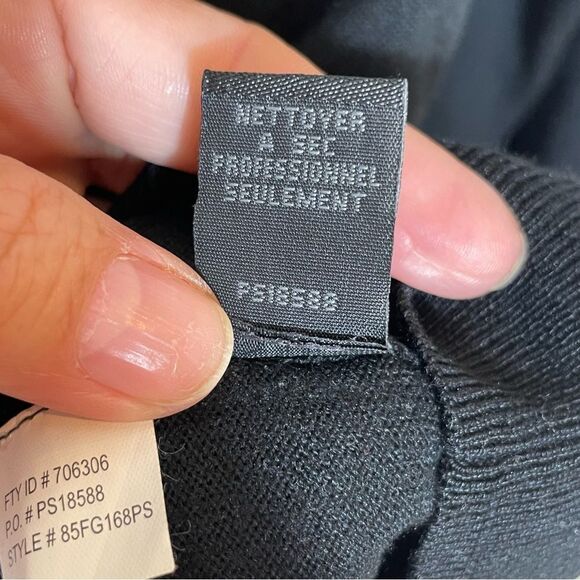 NETTOYER
A SEC
PROFESSIONNEL
SEULEMENT
PS18588
FTY ID # 706306
P.O. # PS18588
STYLE # 85FG168PS